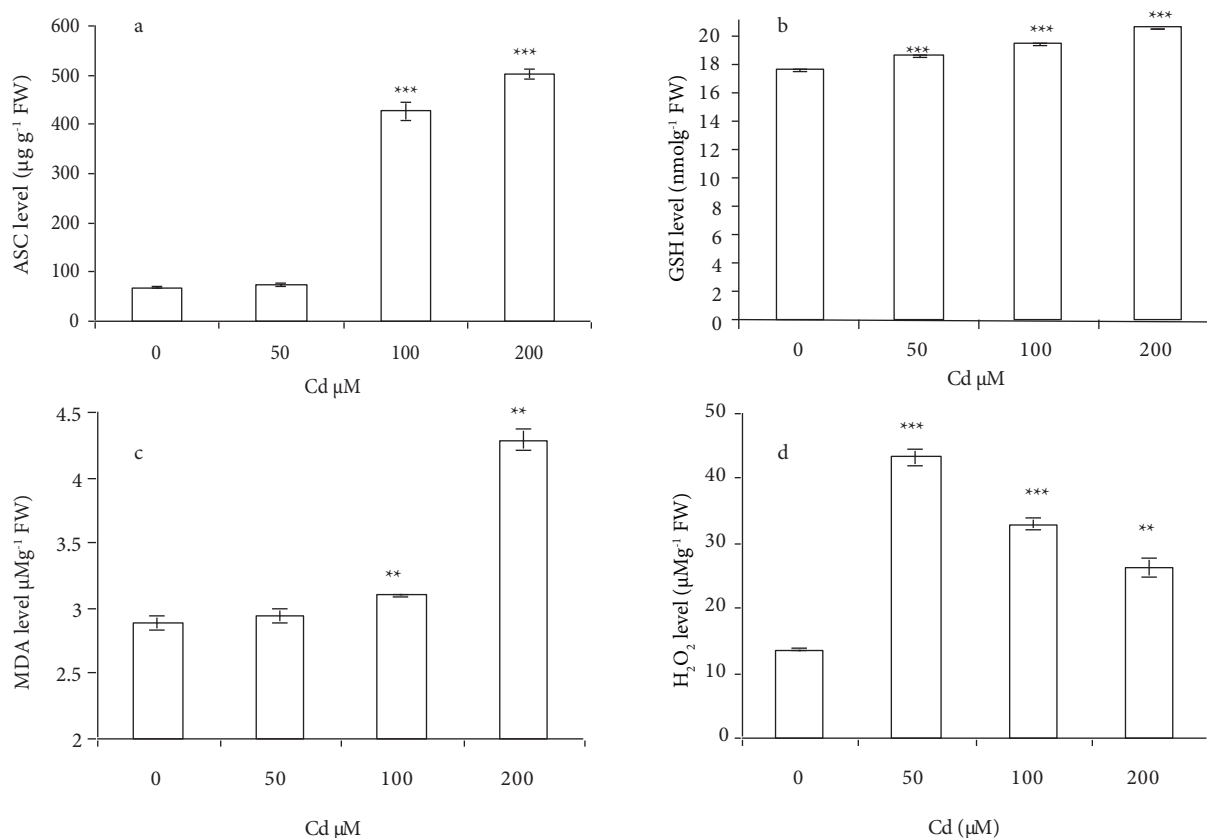 a
ASC level (µg g⁻¹ FW)
600
500
400
300
200
100
0
***
***
0 50 100 200
Cd µM
b
GSH level (nmolg⁻¹ FW)
20
18
16
14
12
10
8
6
4
2
0
***
***
***
0 50 100 200
Cd µM
c
MDA level µMg⁻¹ FW)
4.5
4
3.5
3
2.5
2
**
**
0 50 100 200
Cd µM
d
H₂O₂ level (µMg⁻¹ FW)
50
40
30
20
10
0
***
***
**
0 50 100 200
Cd (µM)